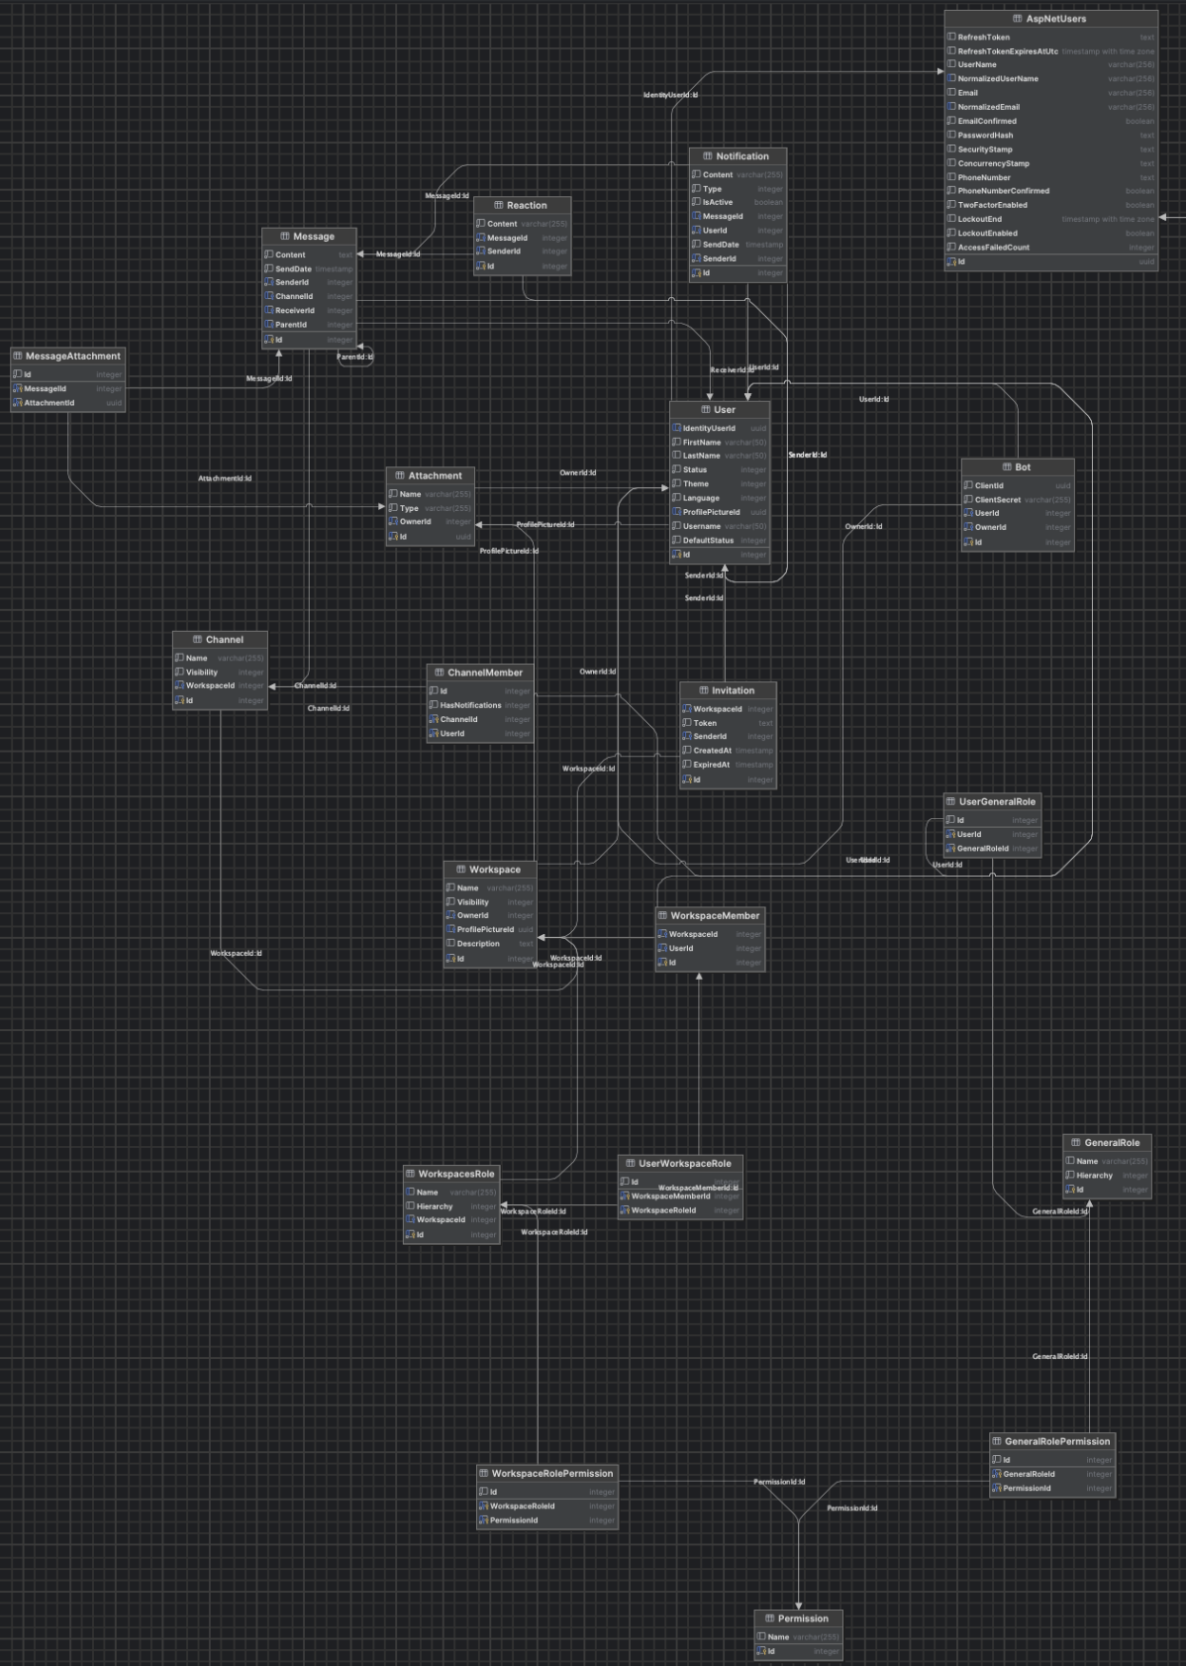 AspNetUsers
RefreshToken text
RefreshTokenExpiresAtUtc timestamp with time zone
UserName varchar(256)
NormalizedUserName varchar(256)
Email varchar(256)
NormalizedEmail varchar(256)
EmailConfirmed boolean
PasswordHash text
SecurityStamp text
ConcurrencyStamp text
PhoneNumber text
PhoneNumberConfirmed boolean
TwoFactorEnabled boolean
LockoutEnd timestamp with time zone
LockoutEnabled boolean
AccessFailedCount integer
Id uuid
IdentityUserId:Id
Notification
Content varchar(255)
Type integer
IsActive boolean
MessageId integer
UserId integer
SendDate timestamp
SenderId integer
Id integer
MessageId:Id
Reaction
Content varchar(255)
MessageId integer
SenderId integer
Id integer
MessageId:Id
Message
Content text
SendDate timestamp
SenderId integer
ChannelId integer
ReceiverId integer
ParentId integer
Id integer
ParentId:Id
MessageAttachment
Id integer
MessageId integer
AttachmentId uuid
MessageId:Id
ReceiverId:Id
UserId:Id
UserId:Id
User
IdentityUserId uuid
FirstName varchar(50)
LastName varchar(50)
Status integer
Theme integer
Language integer
ProfilePictureId uuid
Username varchar(50)
DefaultStatus integer
Id integer
SenderId:Id
Bot
ClientId uuid
ClientSecret varchar(255)
UserId integer
OwnerId integer
Id integer
OwnerId:Id
Attachment
Name varchar(255)
Type varchar(255)
OwnerId integer
Id uuid
AttachmentId:Id
OwnerId:Id
ProfilePictureId:Id
ProfilePictureId:Id
SenderId:Id
SenderId:Id
Channel
Name varchar(255)
Visibility integer
WorkspaceId integer
Id integer
ChannelId:Id
ChannelId:Id
ChannelMember
Id integer
HasNotifications integer
ChannelId integer
UserId integer
OwnerId:Id
Invitation
WorkspaceId integer
Token text
SenderId integer
CreatedAt timestamp
ExpiredAt timestamp
Id integer
WorkspaceId:Id
UserGeneralRole
Id integer
UserId integer
GeneralRoleId integer
UserId:Id
Workspace
Name varchar(255)
Visibility integer
OwnerId integer
ProfilePictureId uuid
Description text
Id integer
WorkspaceMember
WorkspaceId integer
UserId integer
Id integer
WorkspaceId:Id
WorkspaceId:Id
WorkspaceId:Id
WorkspacesRole
Name varchar(255)
Hierarchy integer
WorkspaceId integer
Id integer
UserWorkspaceRole
Id integer
WorkspaceMemberId:Id
WorkspaceMemberId integer
WorkspaceRoleId integer
WorkspaceRoleId:Id
WorkspaceRoleId:Id
GeneralRole
Name varchar(255)
Hierarchy integer
Id integer
GeneralRoleId:Id
GeneralRoleId:Id
GeneralRolePermission
Id integer
GeneralRoleId integer
PermissionId integer
WorkspaceRolePermission
Id integer
WorkspaceRoleId integer
PermissionId integer
PermissionId:Id
PermissionId:Id
Permission
Name varchar(255)
Id integer